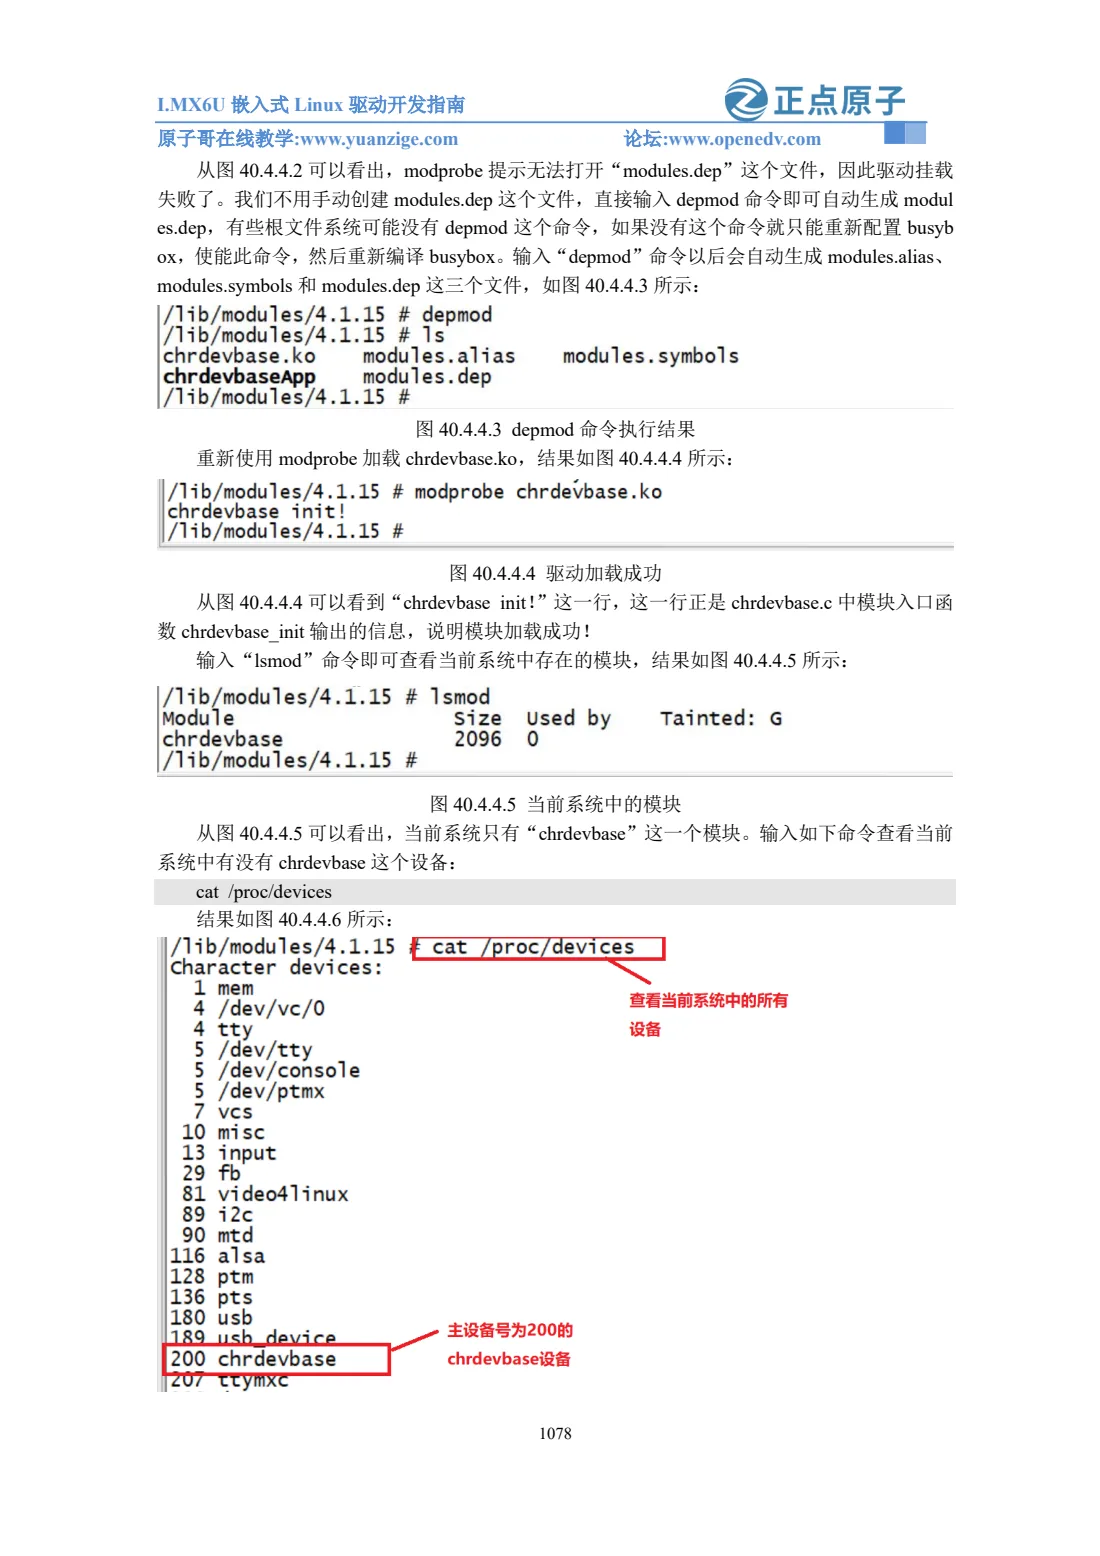 I.MX6U 嵌入式 Linux 驱动开发指南
正点原子
原子哥在线教学:www.yuanzige.com 论坛:www.openedv.com
从图 40.4.4.2 可以看出，modprobe 提示无法打开“modules.dep”这个文件，因此驱动挂载
失败了。我们不用手动创建 modules.dep 这个文件，直接输入 depmod 命令即可自动生成 modul
es.dep，有些根文件系统可能没有 depmod 这个命令，如果没有这个命令就只能重新配置 busyb
ox，使能此命令，然后重新编译 busybox。输入“depmod”命令以后会自动生成 modules.alias、
modules.symbols 和 modules.dep 这三个文件，如图 40.4.4.3 所示：
/lib/modules/4.1.15 # depmod
/lib/modules/4.1.15 # ls
chrdevbase.ko modules.alias modules.symbols
chrdevbaseApp modules.dep
/lib/modules/4.1.15 #
图 40.4.4.3 depmod 命令执行结果
重新使用 modprobe 加载 chrdevbase.ko，结果如图 40.4.4.4 所示：
/lib/modules/4.1.15 # modprobe chrdevbase.ko
chrdevbase init!
/lib/modules/4.1.15 #
图 40.4.4.4 驱动加载成功
从图 40.4.4.4 可以看到“chrdevbase init！”这一行，这一行正是 chrdevbase.c 中模块入口函
数 chrdevbase_init 输出的信息，说明模块加载成功！
输入“lsmod”命令即可查看当前系统中存在的模块，结果如图 40.4.4.5 所示：
/lib/modules/4.1.15 # lsmod
Module Size Used by Tainted: G
chrdevbase 2096 0
/lib/modules/4.1.15 #
图 40.4.4.5 当前系统中的模块
从图 40.4.4.5 可以看出，当前系统只有“chrdevbase”这一个模块。输入如下命令查看当前
系统中有没有 chrdevbase 这个设备：
cat /proc/devices
结果如图 40.4.4.6 所示：
/lib/modules/4.1.15 # cat /proc/devices
Character devices:
1 mem
查看当前系统中的所有
设备
4 /dev/vc/0
4 tty
5 /dev/tty
5 /dev/console
5 /dev/ptmx
7 vcs
10 misc
13 input
29 fb
81 video4linux
89 i2c
90 mtd
116 alsa
128 ptm
136 pts
180 usb
189 usb_device
主设备号为200的
chrdevbase设备
200 chrdevbase
207 ttymxc
1078